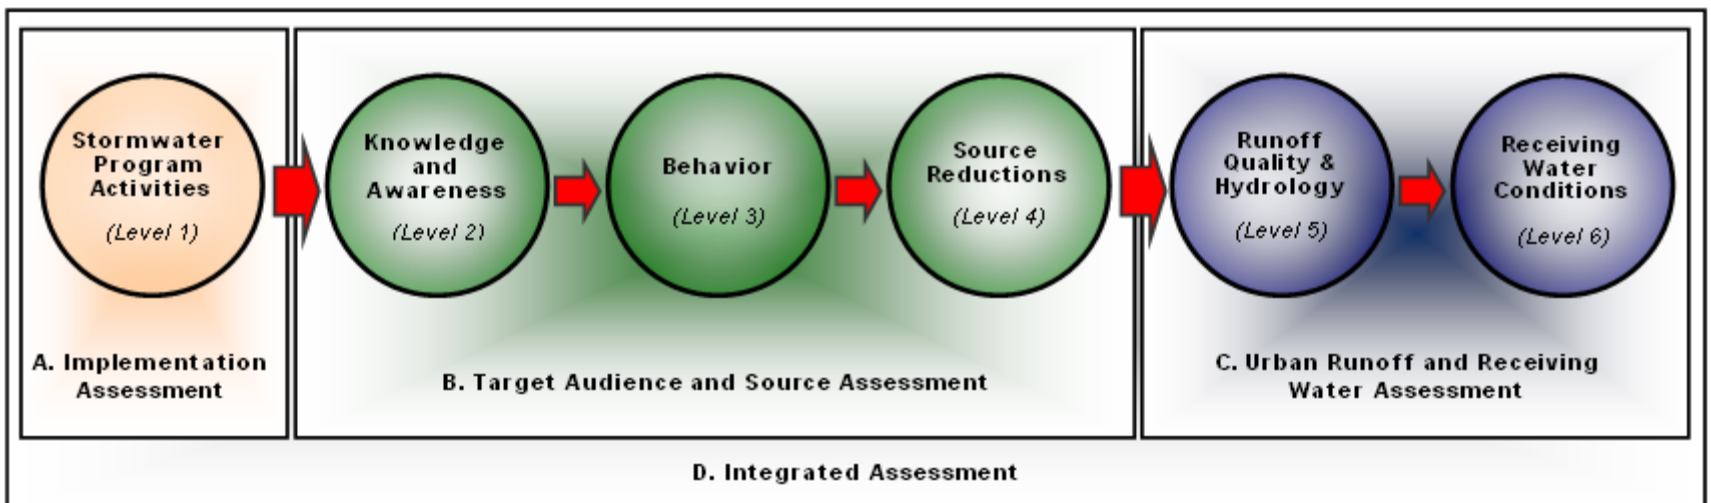 Stormwater
Program
Activities
(Level 1)
Knowledge
and
Awareness
(Level 2)
Behavior
(Level 3)
Source
Reductions
(Level 4)
Runoff
Quality &
Hydrology
(Level 5)
Receiving
Water
Conditions
(Level 6)
A. Implementation
Assessment
B. Target Audience and Source Assessment
C. Urban Runoff and Receiving
Water Assessment
D. Integrated Assessment